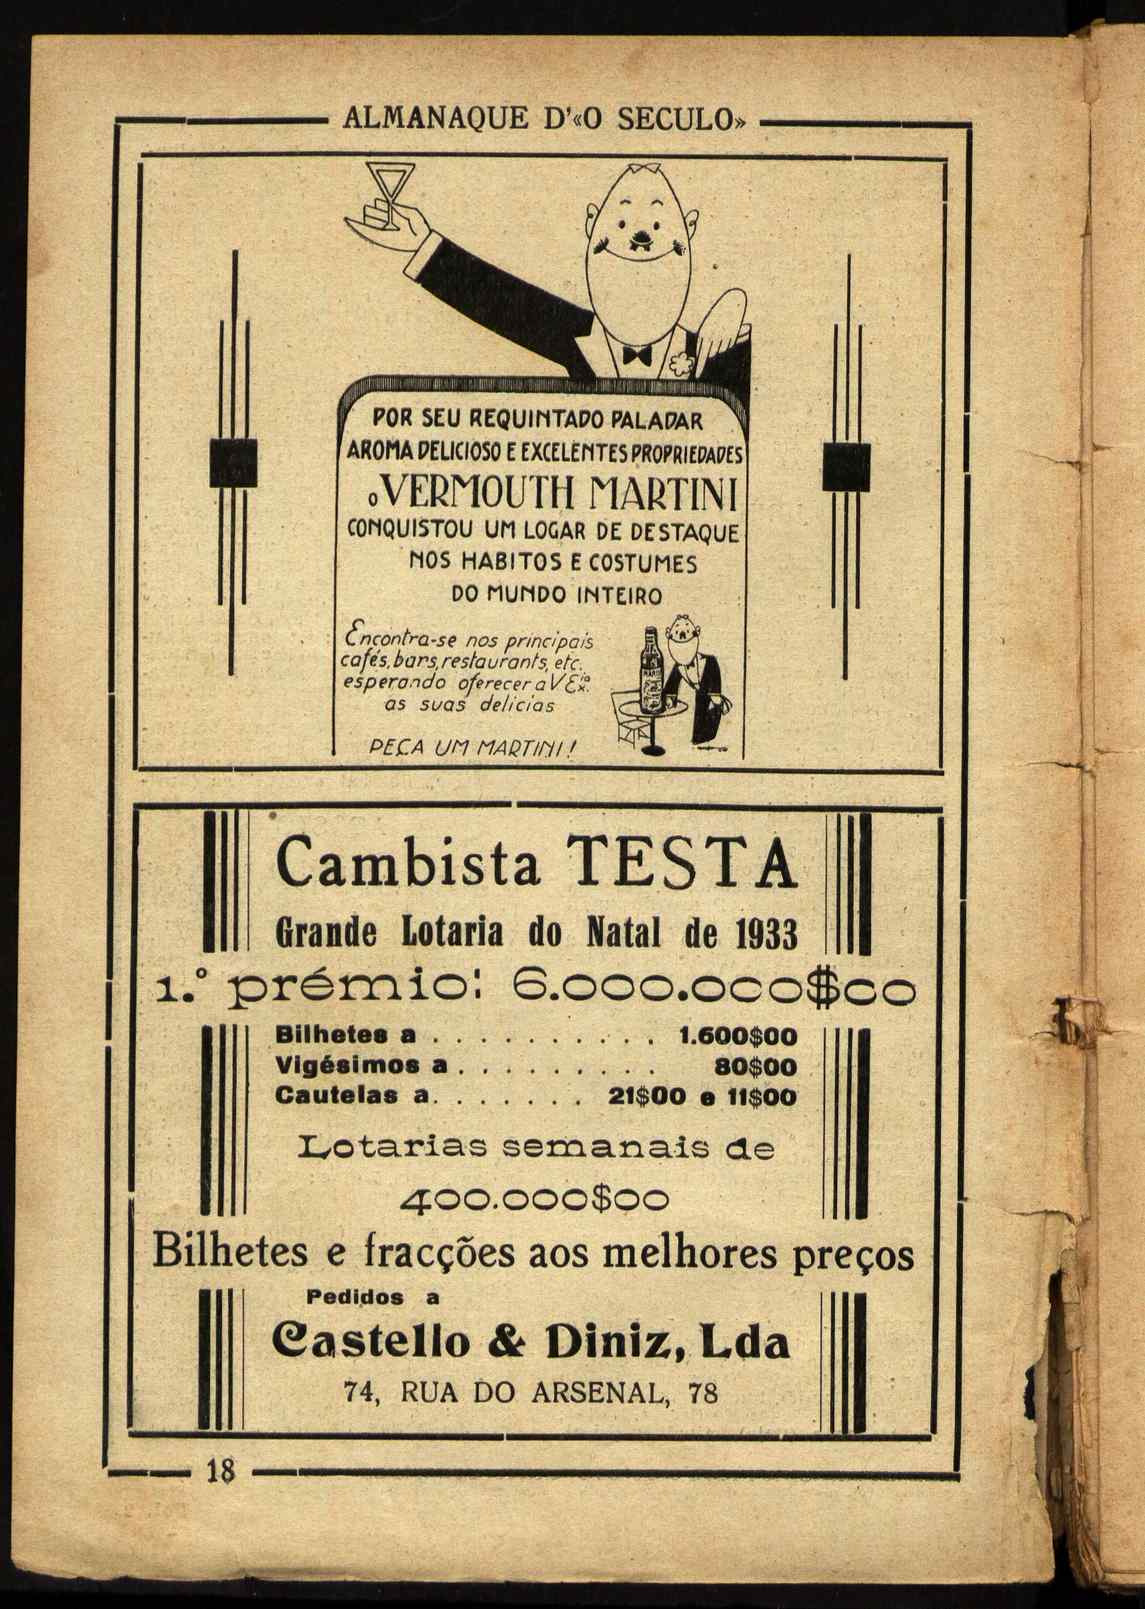 ALMANAQUE D'«O SECULO»
POR SEU REQUINTADO PALADAR
AROMA DELICIOSO E EXCELENTES PROPRIEDADES
O VERMOUTH MARTINI
CONQUISTOU UM LOGAR DE DESTAQUE
NOS HABITOS E COSTUMES
DO MUNDO INTEIRO
Encontra-se nos principais
cafés, bars, restaurants, etc.
esperando oferecer a V Ex.ia
as suas delicias
PEÇA UM MARTINI!
Cambista TESTA
Grande Lotaria do Natal de 1933
1.º prémio: 6.000.000$00
Bilhetes a . . . . . . . . . . 1.600$00
Vigésimos a . . . . . . . . . 80$00
Cautelas a. . . . . . . 21$00 e 11$00
Lotarias semanais de
400.000$00
Bilhetes e fracções aos melhores preços
Pedidos a
Castello & Diniz, Lda
74, RUA DO ARSENAL, 78
18